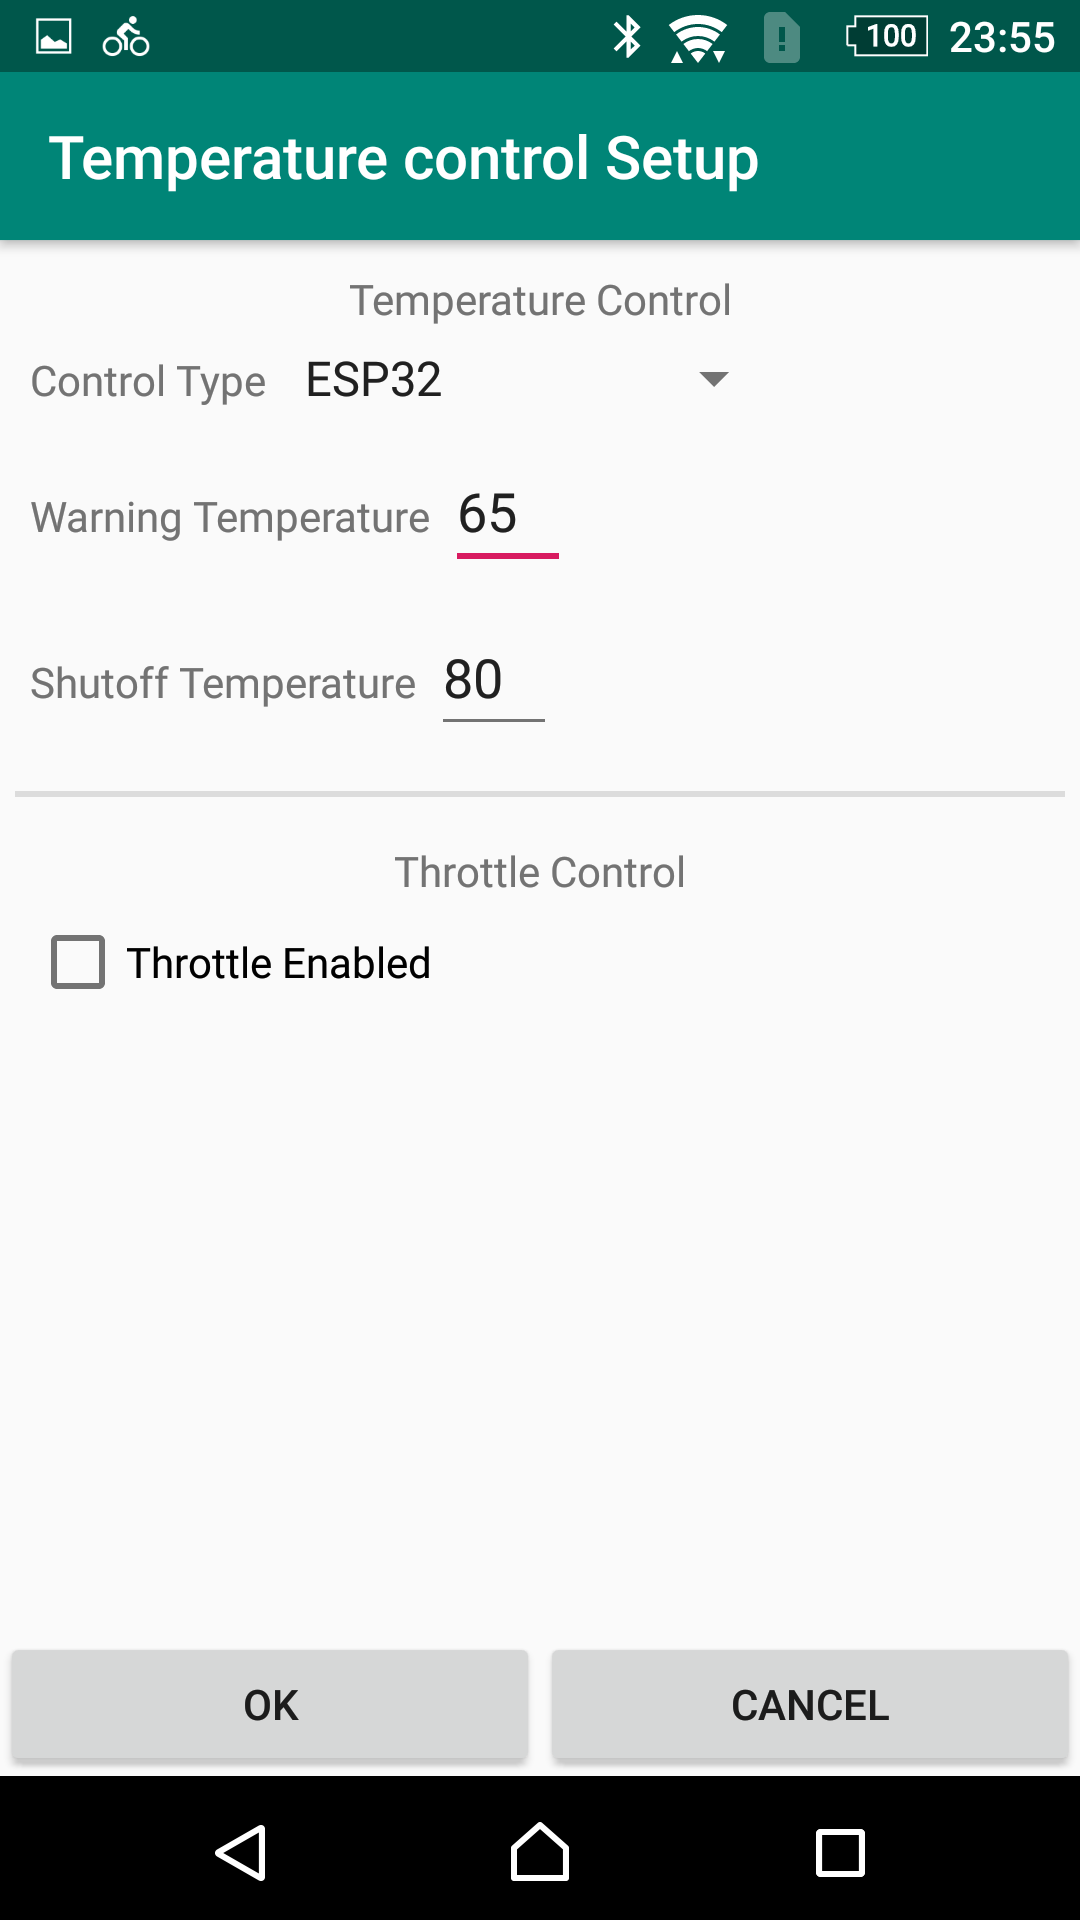 100 23:55
Temperature control Setup
Temperature Control
Control Type ESP32
Warning Temperature 65
Shutoff Temperature 80
Throttle Control
Throttle Enabled
OK CANCEL